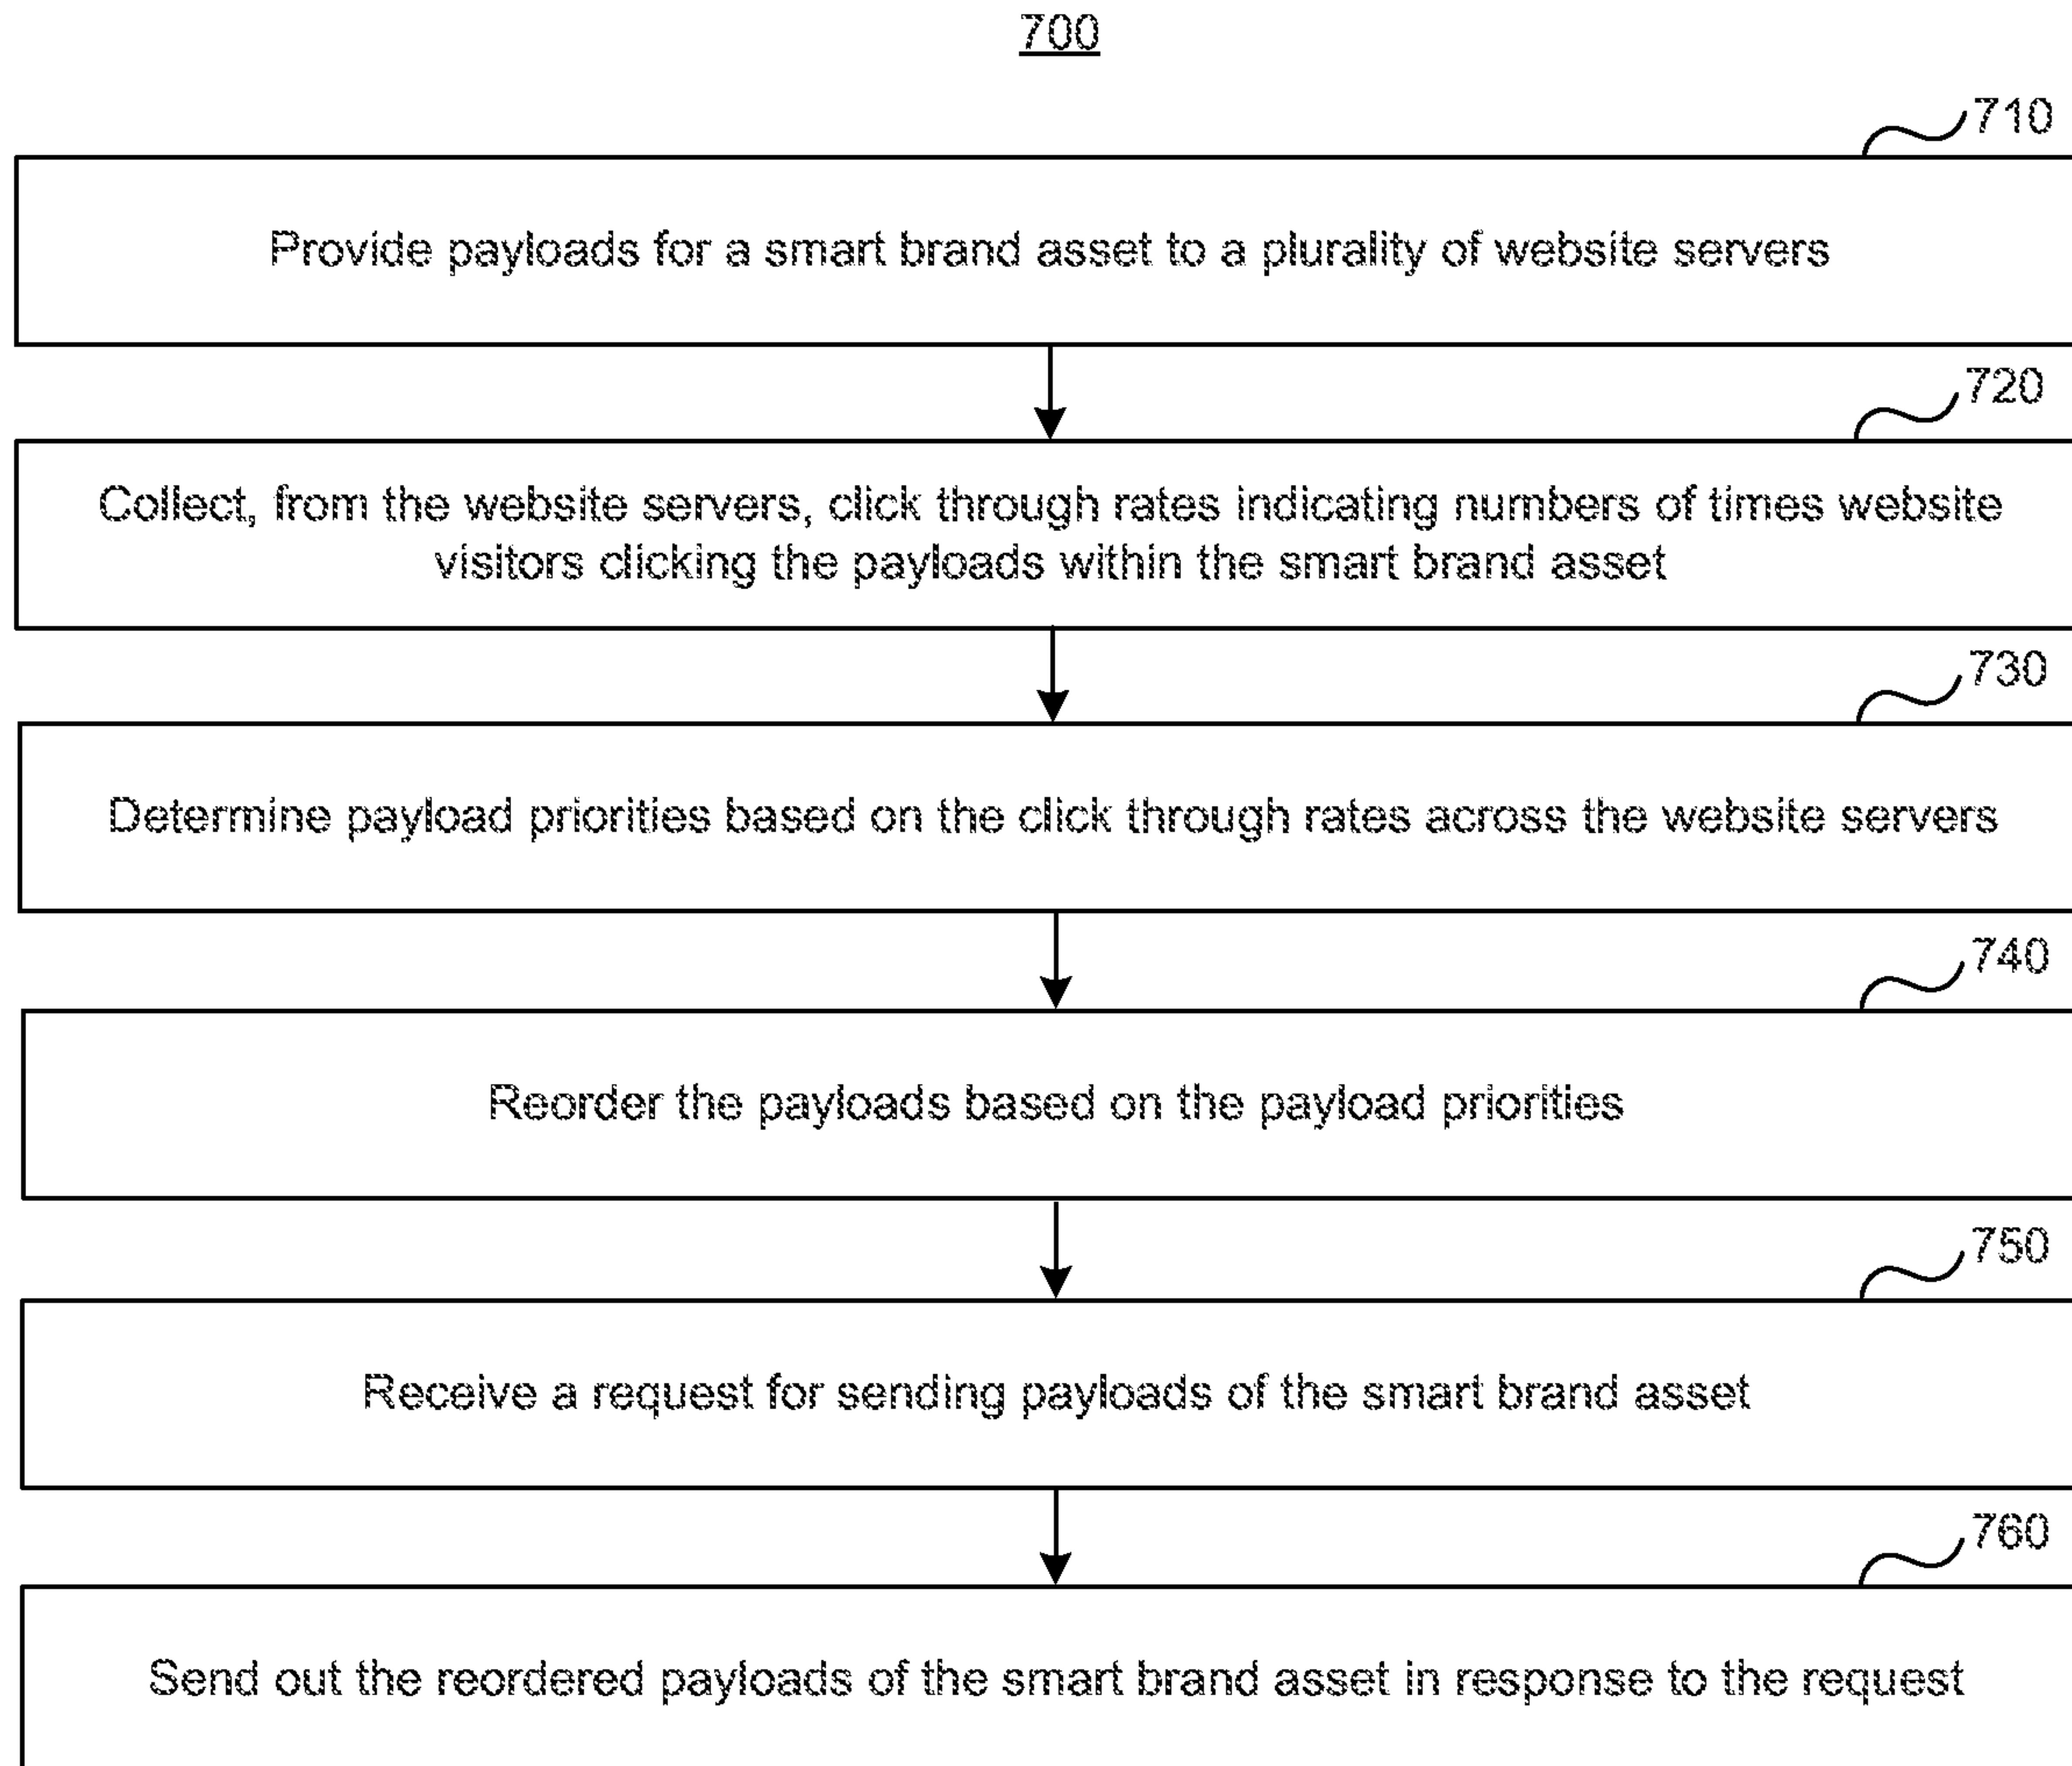 700
710
Provide payloads for a smart brand asset to a plurality of website servers
720
Collect, from the website servers, click through rates indicating numbers of times website
visitors clicking the payloads within the smart brand asset
730
Determine payload priorities based on the click through rates across the website servers
740
Reorder the payloads based on the payload priorities
750
Receive a request for sending payloads of the smart brand asset
760
Send out the reordered payloads of the smart brand asset in response to the request